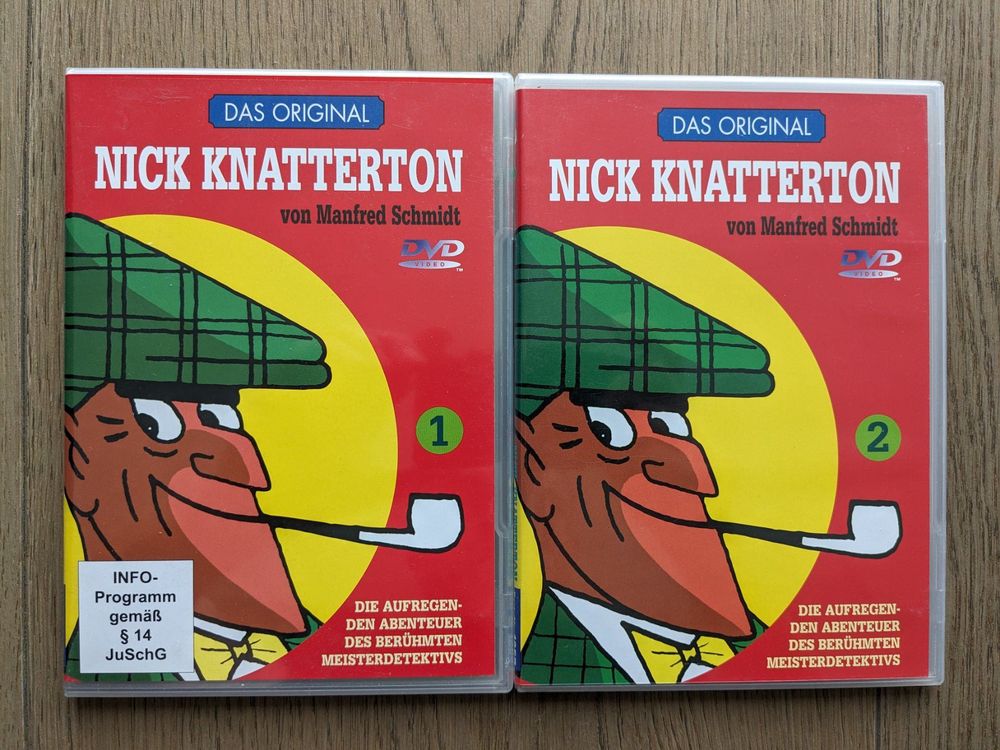 DAS ORIGINAL
NICK KNATTERTON
von Manfred Schmidt
DVD
VIDEO
TM
1
INFO-
Programm
gemäß
§ 14
JuSchG
DIE AUFREGEN-
DEN ABENTEUER
DES BERÜHMTEN
MEISTERDETEKTIVS
DAS ORIGINAL
NICK KNATTERTON
von Manfred Schmidt
DVD
VIDEO
TM
2
DIE AUFREGEN-
DEN ABENTEUER
DES BERÜHMTEN
MEISTERDETEKTIVS